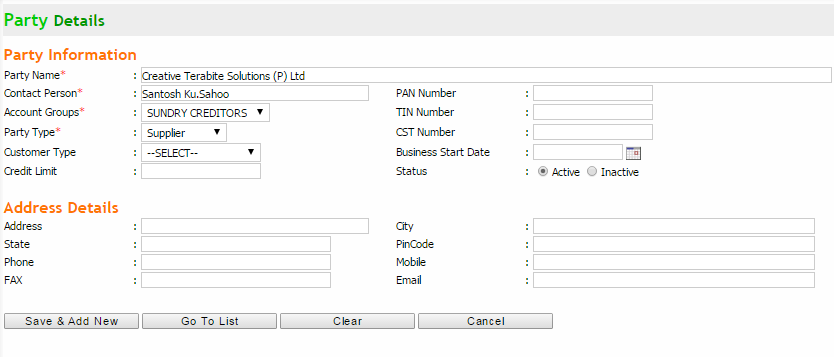 Party Details
Party Information
Party Name* : Creative Terabite Solutions (P) Ltd
Contact Person* : Santosh Ku.Sahoo PAN Number :
Account Groups* : SUNDRY CREDITORS TIN Number :
Party Type* : Supplier CST Number :
Customer Type : --SELECT-- Business Start Date :
Credit Limit : Status : Active Inactive
Address Details
Address : City :
State : PinCode :
Phone : Mobile :
FAX : Email :
Save & Add New Go To List Clear Cancel